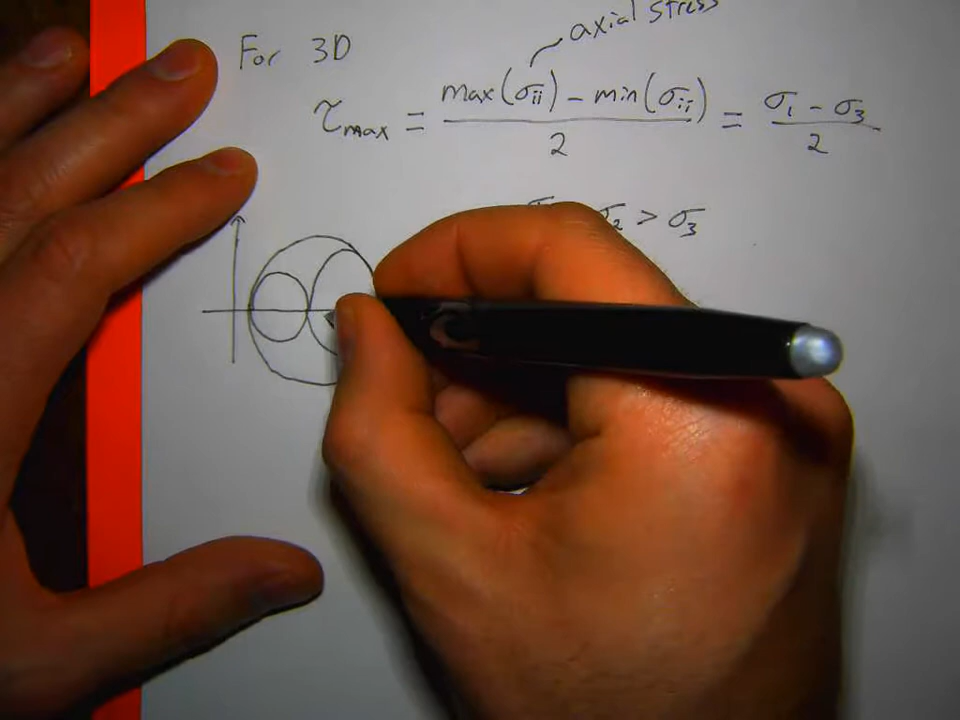 axial stress
For 3D
τmax = max(σii) - min(σii) / 2 = σ1 - σ3 / 2
σ2 > σ3